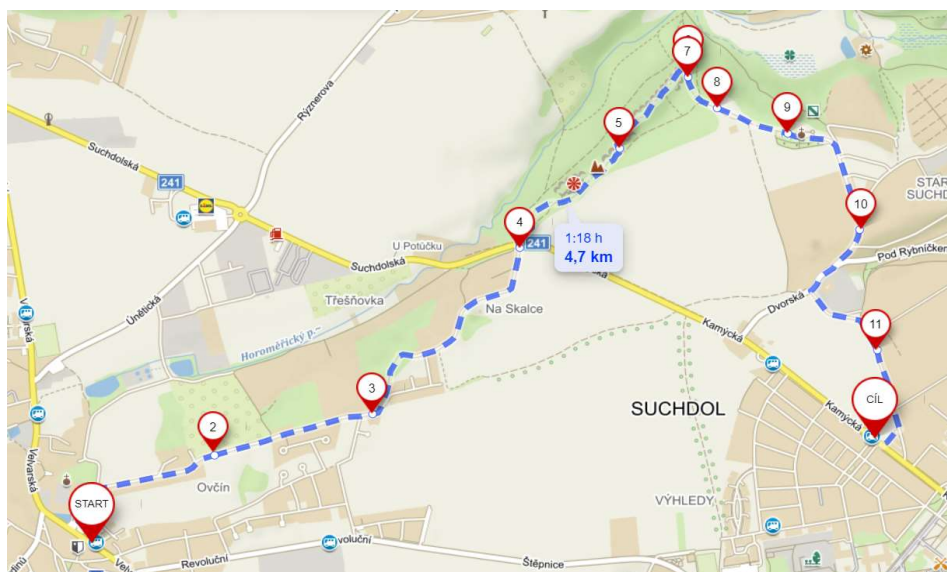 Rýznerova
7
8
9
5
Suchdolská
241
STAR
SUCHD
10
4
241
1:18 h
4,7 km
U Potůčku
Suchdolská
Pod Rybníčkem
Třešňovka
Na Skalce
Dvorská
Únětická
Horoměřický p.
Kamýcká
11
3
SUCHDOL
CÍL
Kamýcká
2
Velvarská
Ovčín
START
VÝHLEDY
Revoluční
voluční
Štěpnice